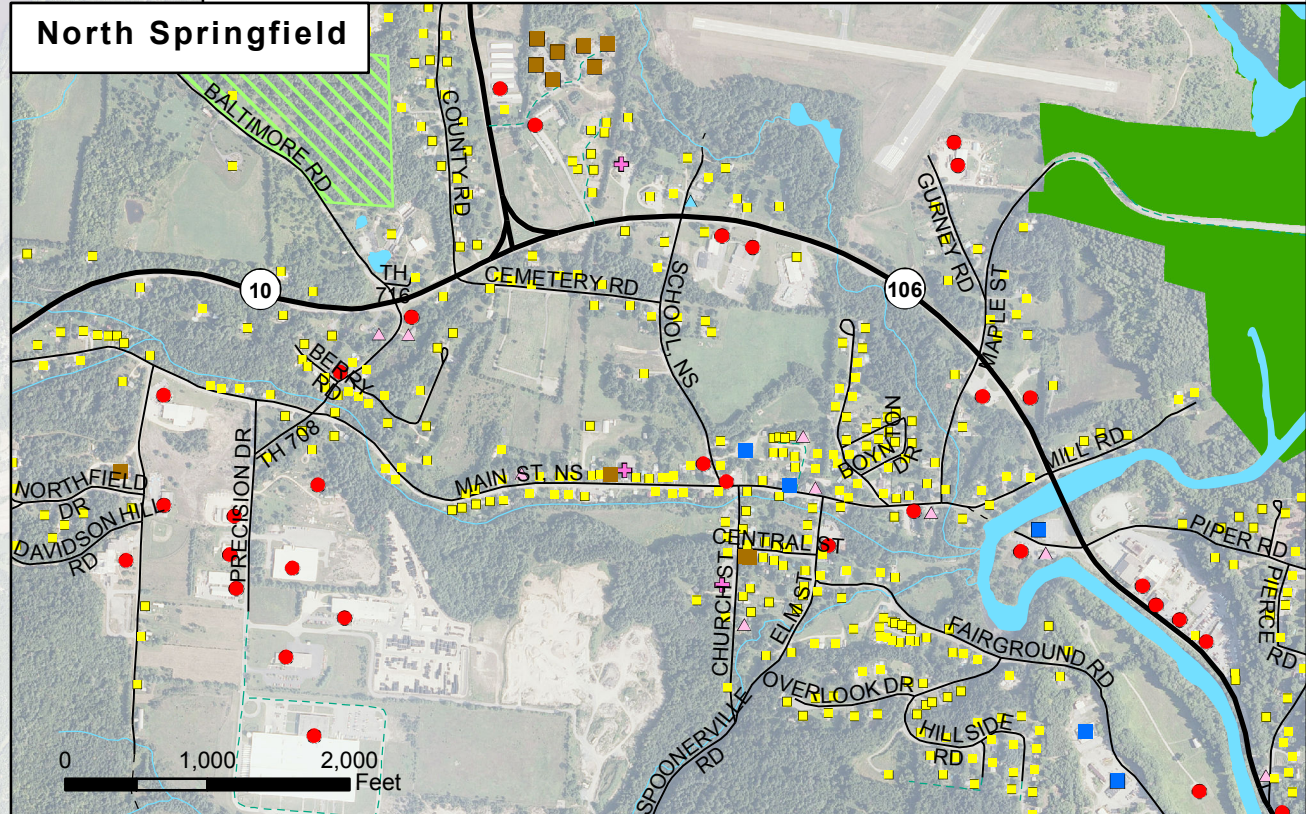 North Springfield
BALTIMORE RD
COUNTY RD
GURNEY RD
TH
716
10
CEMETERY RD
SCHOOL, NS
106
MAPLE ST
BERRY
RD
TH 708
PRECISION DR
MAIN ST, NS
BOYNTON
DR
MILL RD
NORTHFIELD
DR
DAVIDSON HILL
RD
CENTRAL ST
PIPER RD
PIERCE
RD
CHURCH ST
ELM ST
FAIRGROUND RD
OVERLOOK DR
HILLSIDE
RD
SPOONERVILLE
RD
0 1,000 2,000
Feet